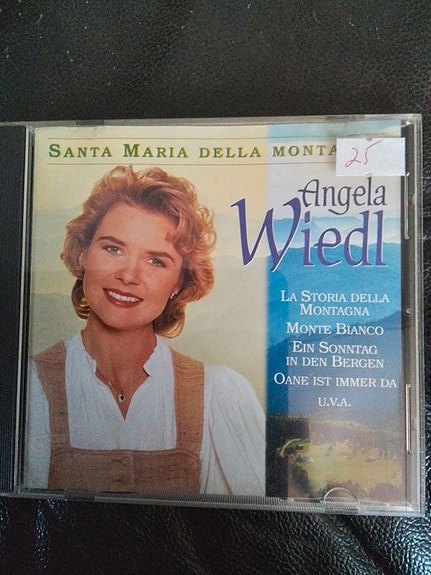 SANTA MARIA DELLA MONTA
25
Angela
Wiedl
LA STORIA DELLA
MONTAGNA
MONTE BIANCO
EIN SONNTAG
IN DEN BERGEN
OANE IST IMMER DA
U.V.A.